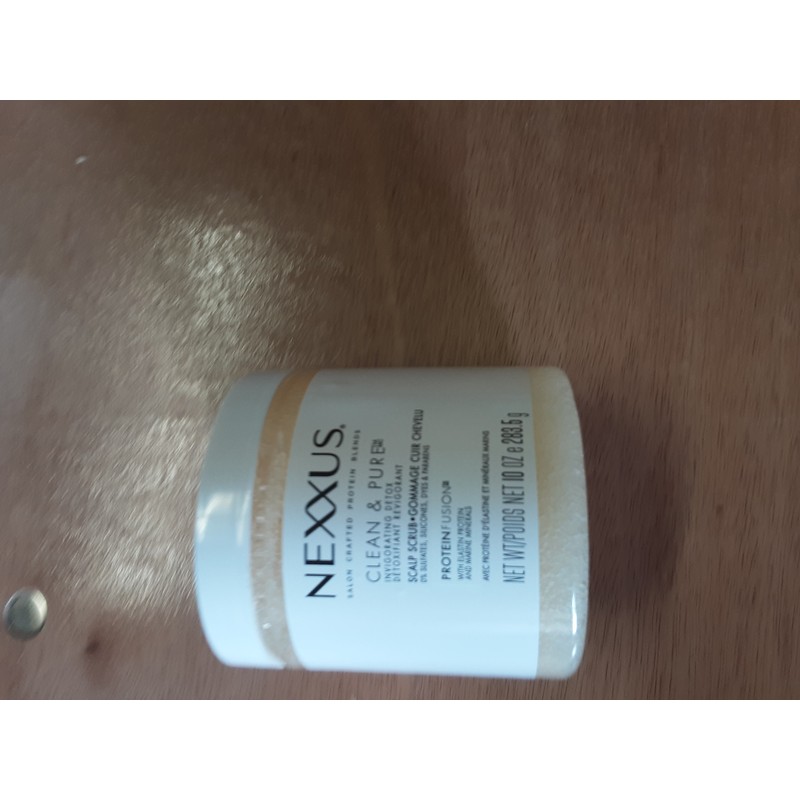 NEXXUS®
SALON CRAFTED PROTEIN BLENDS
CLEAN & PURE
INVIGORATING DETOX
DÉTOXIFIANT REVIGORANT
SCALP SCRUB•GOMMAGE CUIR CHEVELU
0% SULFATES, SILICONES, DYES & PARABENS
PROTEINFUSION
WITH ELASTIN PROTEIN
AND MARINE MINERALS
AVEC PROTÉINE D'ÉLASTINE ET MINÉRAUX MARINS
NET WT/POIDS NET 10 OZ e 283.5 g